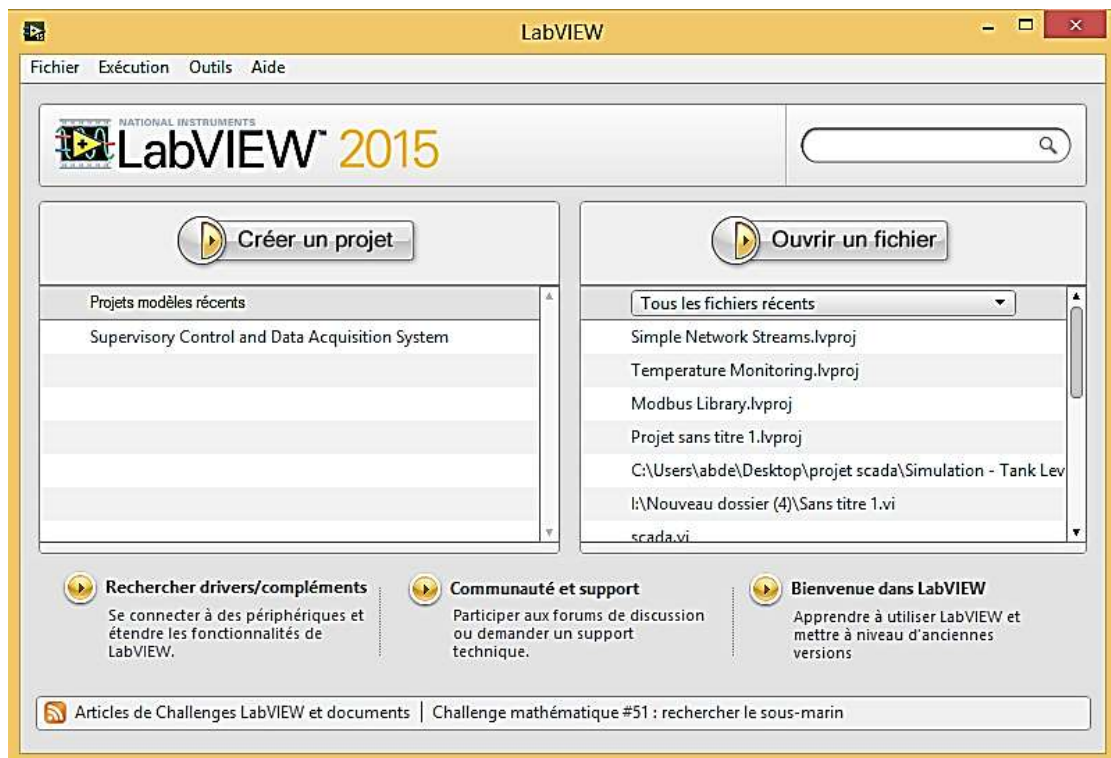 LabVIEW
Fichier Exécution Outils Aide
NATIONAL INSTRUMENTS
LabVIEW™ 2015
Créer un projet
Projets modèles récents
Supervisory Control and Data Acquisition System
Ouvrir un fichier
Tous les fichiers récents
Simple Network Streams.lvproj
Temperature Monitoring.lvproj
Modbus Library.lvproj
Projet sans titre 1.lvproj
C:\Users\abde\Desktop\projet scada\Simulation - Tank Lev
I:\Nouveau dossier (4)\Sans titre 1.vi
scada.vi
Rechercher drivers/compléments
Se connecter à des périphériques et
étendre les fonctionnalités de
LabVIEW.
Communauté et support
Participer aux forums de discussion
ou demander un support
technique.
Bienvenue dans LabVIEW
Apprendre à utiliser LabVIEW et
mettre à niveau d'anciennes
versions
Articles de Challenges LabVIEW et documents | Challenge mathématique #51 : rechercher le sous-marin